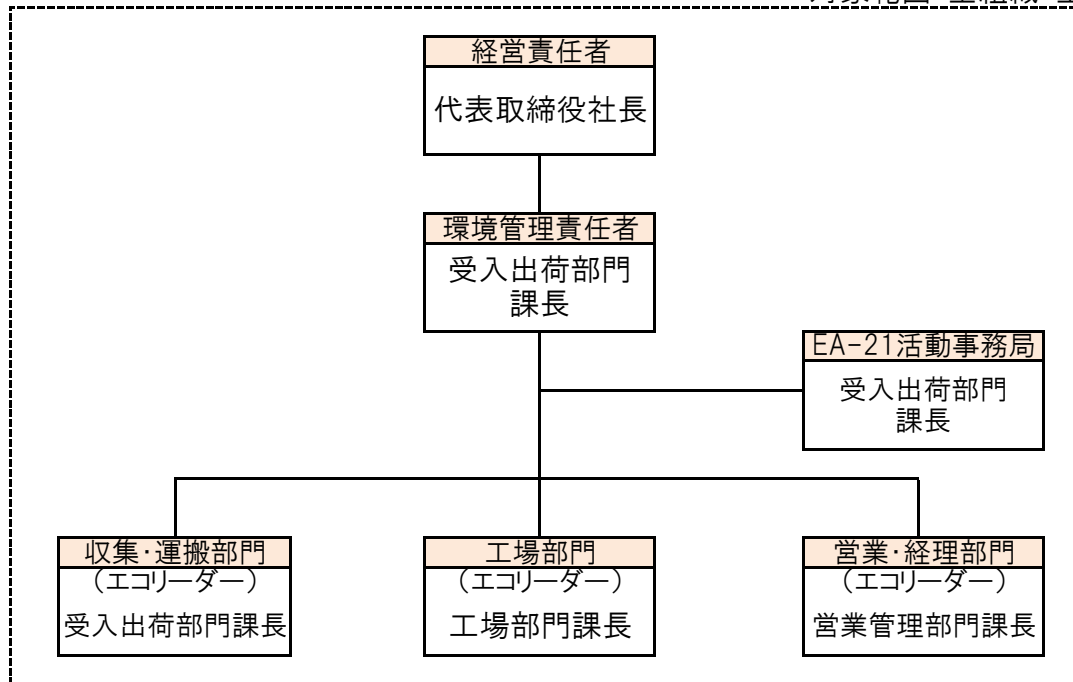 経営責任者
代表取締役社長
環境管理責任者
受入出荷部門
課長
EA-21活動事務局
受入出荷部門
課長
収集・運搬部門
（エコリーダー）
受入出荷部門課長
工場部門
（エコリーダー）
工場部門課長
営業・経理部門
（エコリーダー）
営業管理部門課長